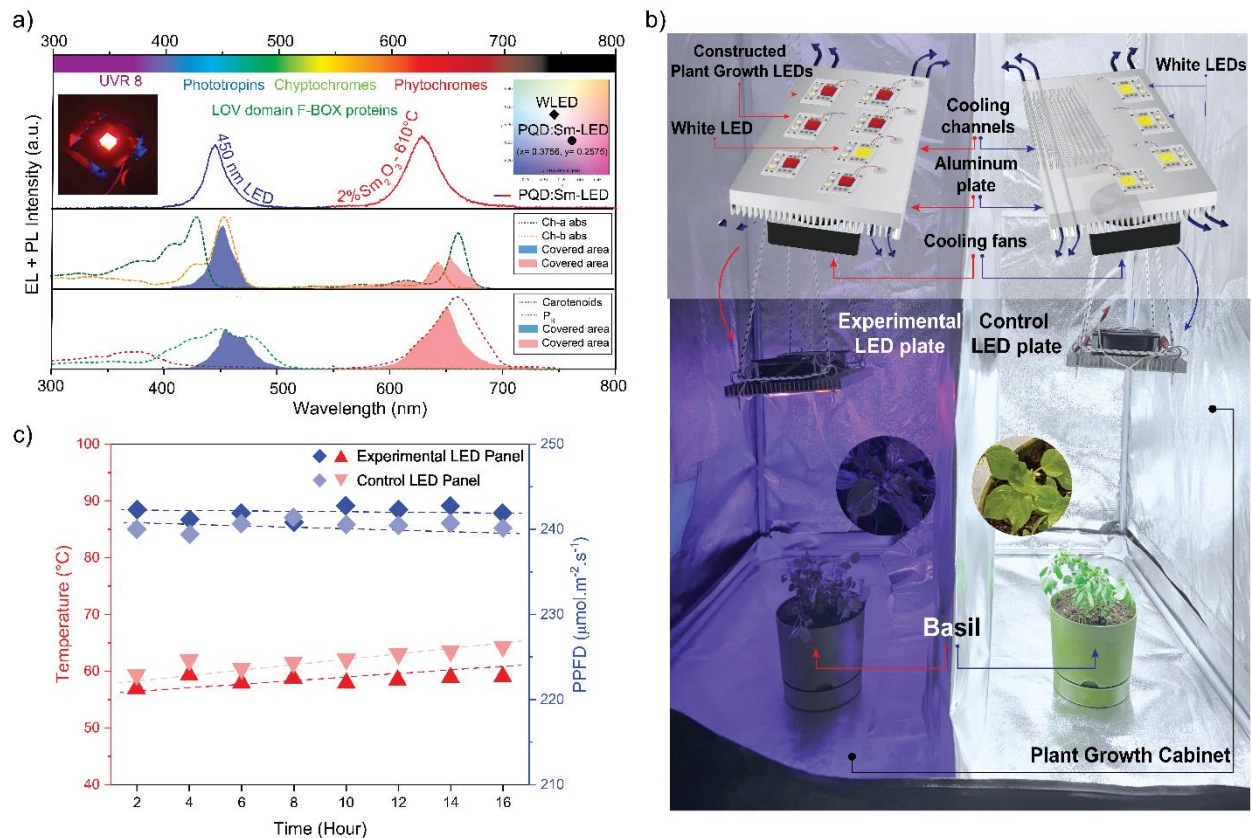 a)
300 400 500 600 700 800
UVR 8
Phototropins
Chyptochromes
Phytochromes
LOV domain F-BOX proteins
WLED
PQD:Sm-LED
(x= 0.3756, y= 0.2575)
450 nm LED
2%Sm2O3- 610°C
PQD:Sm-LED
EL + PL Intensity (a.u.)
Ch-a abs
Ch-b abs
Covered area
Covered area
Carotenoids
PR
Covered area
Covered area
300 400 500 600 700 800
Wavelength (nm)
b)
Constructed
Plant Growth LEDs
White LED
White LEDs
Cooling
channels
Aluminum
plate
Cooling fans
Experimental
LED plate
Control
LED plate
Basil
Plant Growth Cabinet
c)
Experimental LED Panel
Control LED Panel
Temperature (°C)
100
90
80
70
60
50
40
PPFD (μmol.m-2.s-1)
250
240
230
220
210
2 4 6 8 10 12 14 16
Time (Hour)